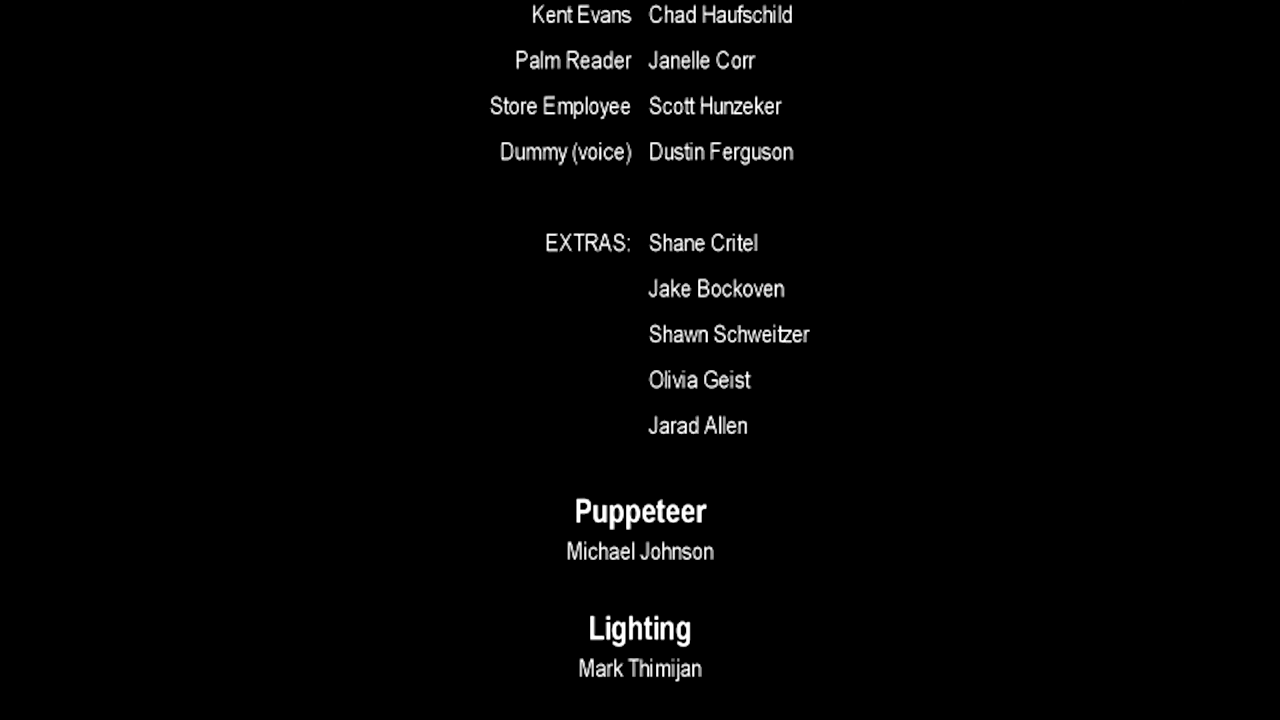 Kent Evans Chad Haufschild
Palm Reader Janelle Corr
Store Employee Scott Hunzeker
Dummy (voice) Dustin Ferguson
EXTRAS: Shane Critel
Jake Bockoven
Shawn Schweitzer
Olivia Geist
Jarad Allen
Puppeteer
Michael Johnson
Lighting
Mark Thimijan